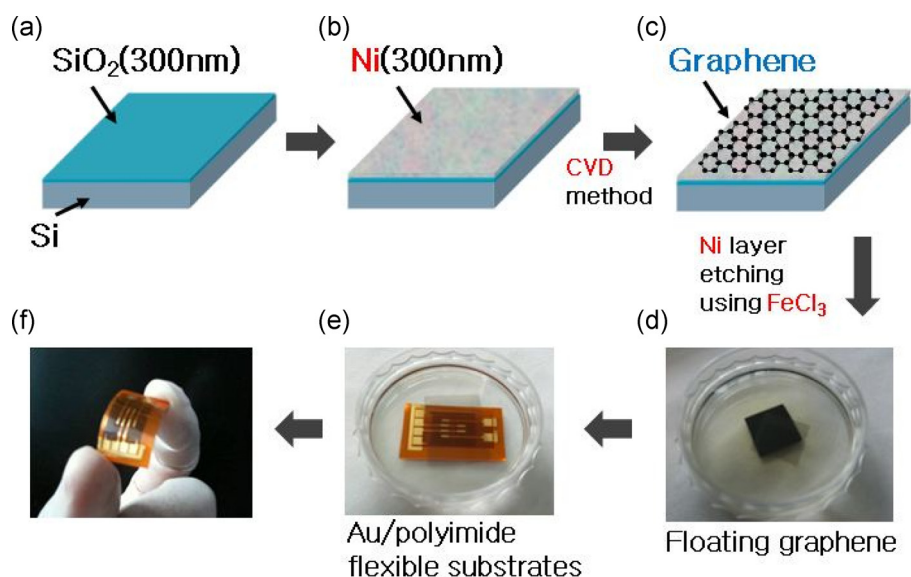 (a)
SiO₂(300nm)
Si
(b)
Ni(300nm)
CVD
method
(c)
Graphene
Ni layer
etching
using FeCl₃
(d)
Floating graphene
(e)
Au/polyimide
flexible substrates
(f)